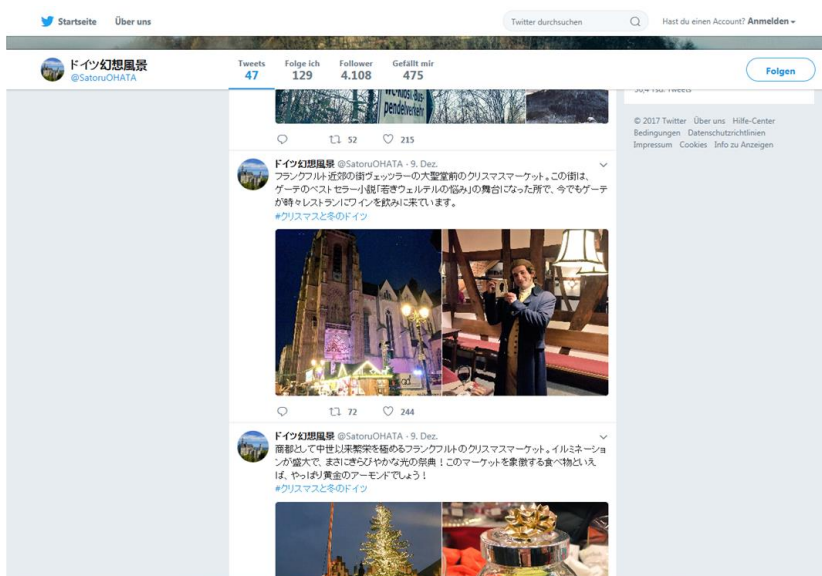 Startseite Über uns
Twitter durchsuchen
Hast du einen Account? Anmelden
ドイツ幻想風景
@SatoruOHATA
Tweets Folge ich Follower Gefällt mir
47 129 4.108 475
Folgen
WC-Kiosk-Bus-
pendelverkehr
52 215
© 2017 Twitter Über uns Hilfe-Center
Bedingungen Datenschutzrichtlinien
Impressum Cookies Info zu Anzeigen
ドイツ幻想風景 @SatoruOHATA · 9. Dez.
フランクフルト近郊の街ヴェッツラーの大聖堂前のクリスマスマーケット。この街は、
ゲーテのベストセラー小説「若きウェルテルの悩み」の舞台になった所で、今でもゲーテ
が時々レストランにワインを飲みに来ています。
#クリスマスと冬のドイツ
72 244
ドイツ幻想風景 @SatoruOHATA · 9. Dez.
商都として中世以来繁栄を極めるフランクフルトのクリスマスマーケット。イルミネーショ
ンが盛大で、まさにきらびやかな光の祭典！このマーケットを象徴する食べ物といえ
ば、やっぱり黄金のアーモンドでしょう！
#クリスマスと冬のドイツ